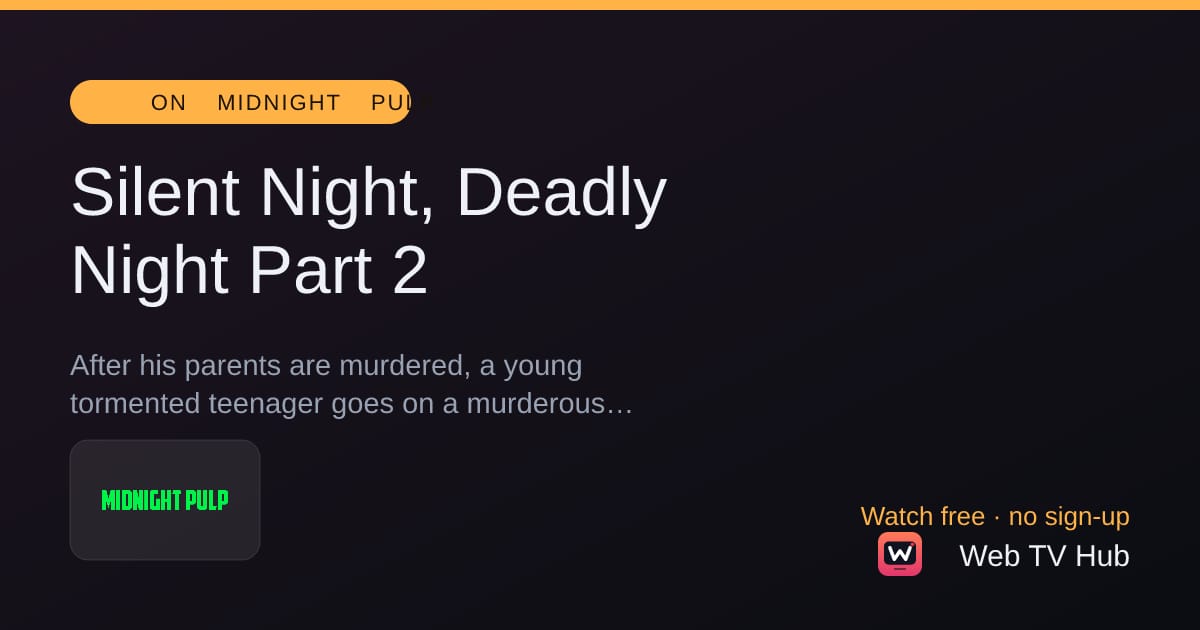 ON MIDNIGHT PULP
Silent Night, Deadly
Night Part 2
After his parents are murdered, a young
tormented teenager goes on a murderous…
MIDNIGHT PULP
Watch free · no sign-up
W
Web TV Hub